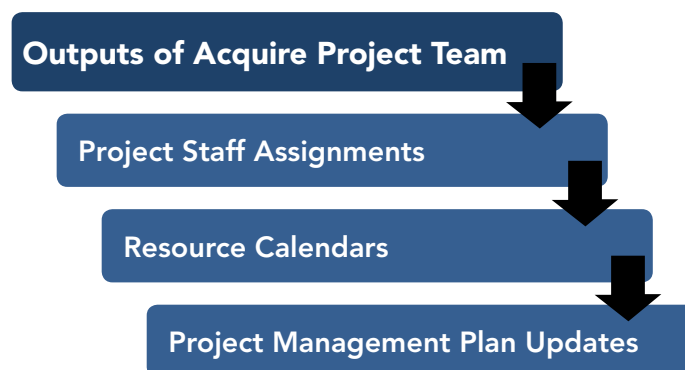 Outputs of Acquire Project Team
Project Staff Assignments
Resource Calendars
Project Management Plan Updates